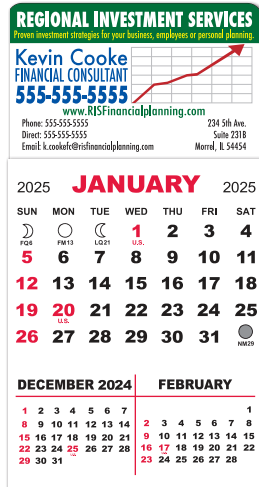 REGIONAL INVESTMENT SERVICES
Proven investment strategies for your business, employees or personal planning.
Kevin Cooke
FINANCIAL CONSULTANT
555-555-5555
www.RISFinancialplanning.com
Phone: 555-555-5555 234 5th Ave.
Direct: 555-555-5555 Suite 231B
Email: k.cookefc@risfinancialplanning.com Morrel, IL 54454
2025 JANUARY 2025
SUN MON TUE WED THU FRI SAT
FQ6 FM13 LQ21 1 2 3 4
U.S.
5 6 7 8 9 10 11
12 13 14 15 16 17 18
19 20 21 22 23 24 25
U.S.
26 27 28 29 30 31 NM29
DECEMBER 2024
1 2 3 4 5 6 7
8 9 10 11 12 13 14
15 16 17 18 19 20 21
22 23 24 25 26 27 28
29 30 31
FEBRUARY
1
2 3 4 5 6 7 8
9 10 11 12 13 14 15
16 17 18 19 20 21 22
23 24 25 26 27 28